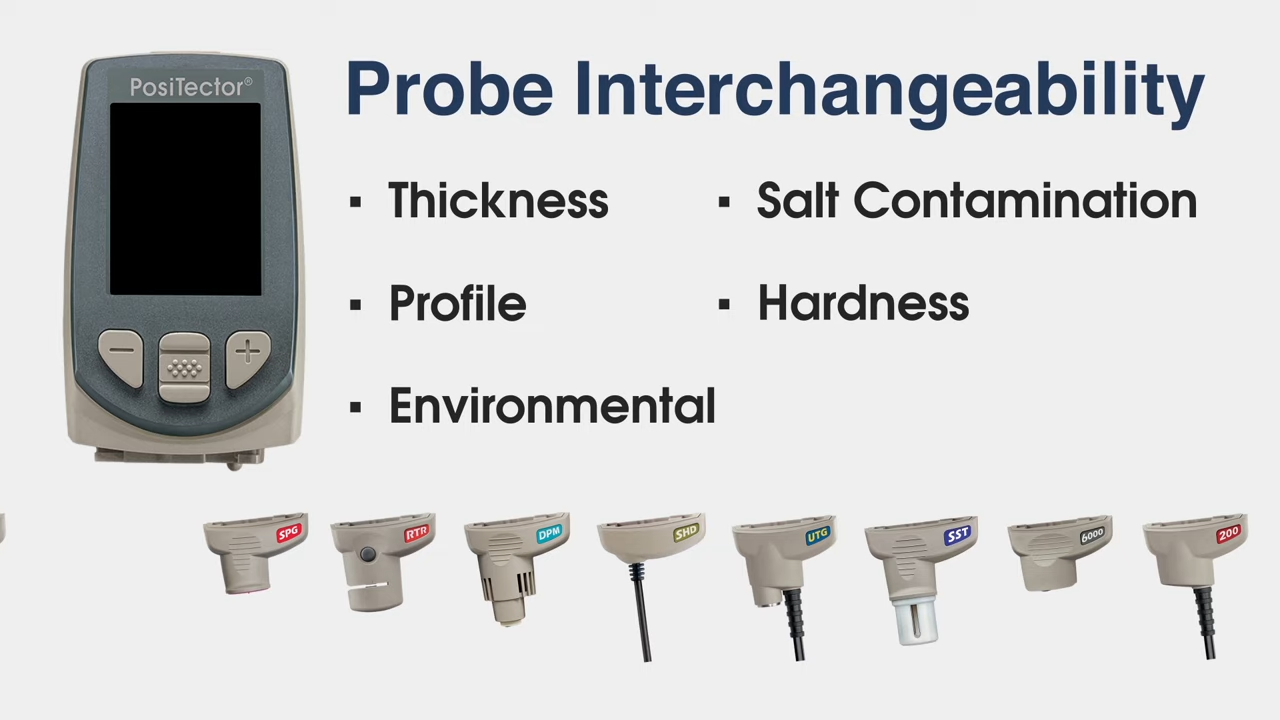 PosiTector®
Probe Interchangeability
▪ Thickness
▪ Profile
▪ Environmental
▪ Salt Contamination
▪ Hardness
SPG
RTR
DPM
SHD
UTG
SST
6000
200